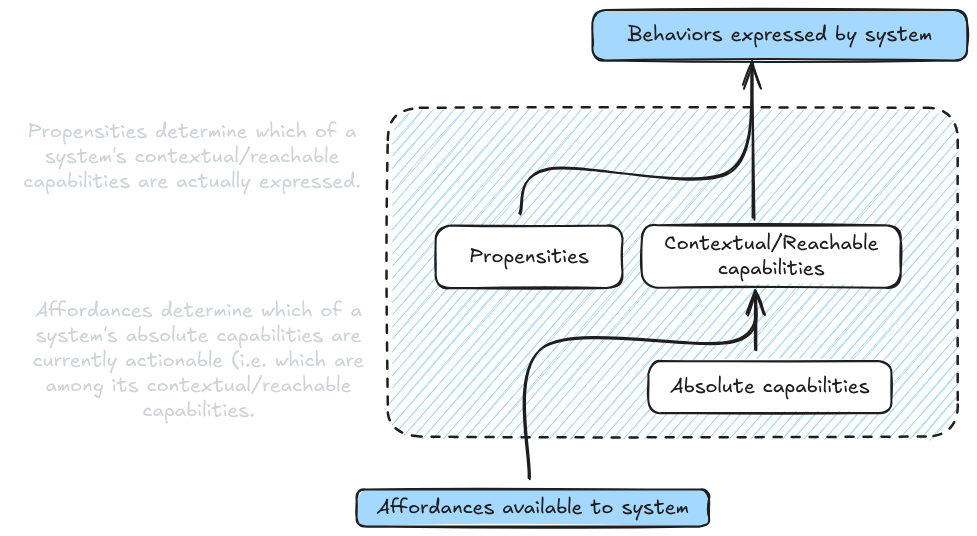 Behaviors expressed by system
Propensities determine which of a
system's contextual/reachable
capabilities are actually expressed.
Propensities
Contextual/Reachable
capabilities
Affordances determine which of a
system's absolute capabilities are
currently actionable (i.e. which are
among its contextual/reachable
capabilities.
Absolute capabilities
Affordances available to system